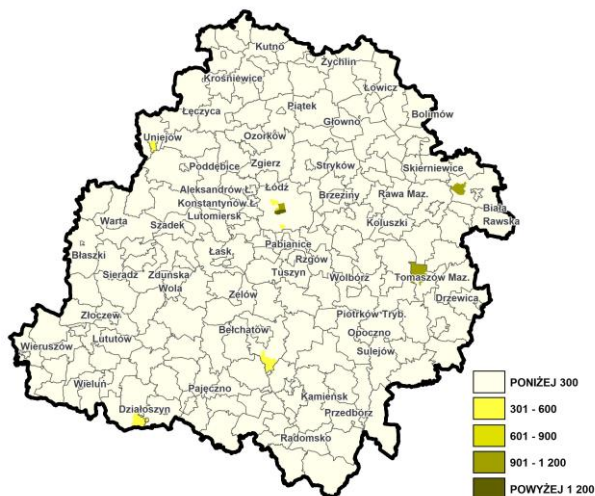 Kutno
Żychlin
Krośniewice
Łowicz
Łęczyca
Piątek
Bolimów
Głowno
Uniejów
Ozorków
Skierniewice
Poddębice
Zgierz
Stryków
Aleksandrów Ł.
Łódź
Brzeziny
Rawa Maz.
Biała
Rawska
Konstantynów Ł.
Lutomiersk
Warta
Szadek
Koluszki
Pabianice
Błaszki
Łask
Rzgów
Sieradz
Zduńska
Wola
Tuszyn
Wolbórz
Tomaszów Maz.
Zelów
Drzewica
Złoczew
Piotrków Tryb.
Bełchatów
Opoczno
Lututów
Wieruszów
Sulejów
Wieluń
Pajęczno
Kamieńsk
Działoszyn
Przedbórz
Radomsko
PONIŻEJ 300
301 - 600
601 - 900
901 - 1 200
POWYŻEJ 1 200